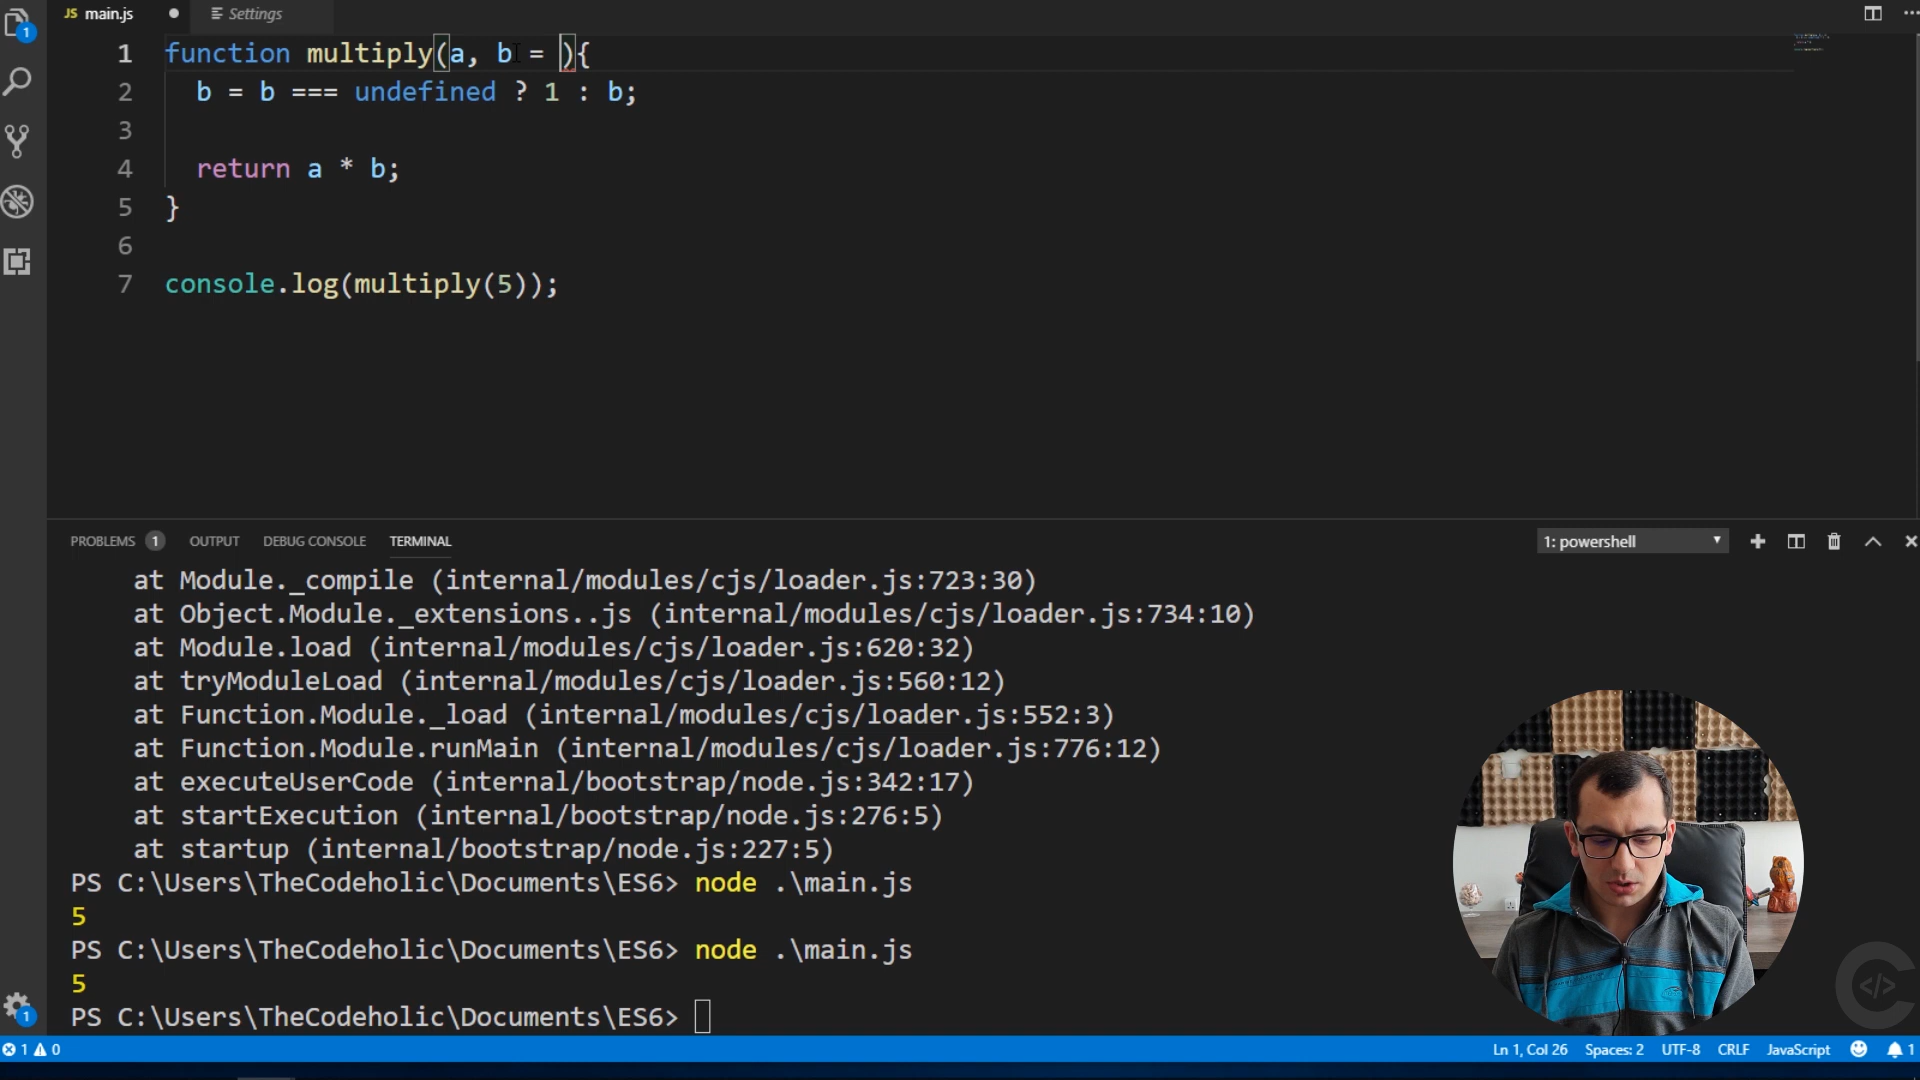 JS main.js ● Settings
1 function multiply(a, b = ){
2 b = b === undefined ? 1 : b;
3
4 return a * b;
5 }
6
7 console.log(multiply(5));
PROBLEMS 1 OUTPUT DEBUG CONSOLE TERMINAL 1: powershell
at Module._compile (internal/modules/cjs/loader.js:723:30)
at Object.Module._extensions..js (internal/modules/cjs/loader.js:734:10)
at Module.load (internal/modules/cjs/loader.js:620:32)
at tryModuleLoad (internal/modules/cjs/loader.js:560:12)
at Function.Module._load (internal/modules/cjs/loader.js:552:3)
at Function.Module.runMain (internal/modules/cjs/loader.js:776:12)
at executeUserCode (internal/bootstrap/node.js:342:17)
at startExecution (internal/bootstrap/node.js:276:5)
at startup (internal/bootstrap/node.js:227:5)
PS C:\Users\TheCodeholic\Documents\ES6> node .\main.js
5
PS C:\Users\TheCodeholic\Documents\ES6> node .\main.js
5
PS C:\Users\TheCodeholic\Documents\ES6>
1 0 Ln 1, Col 26 Spaces: 2 UTF-8 CRLF JavaScript 1
1
1